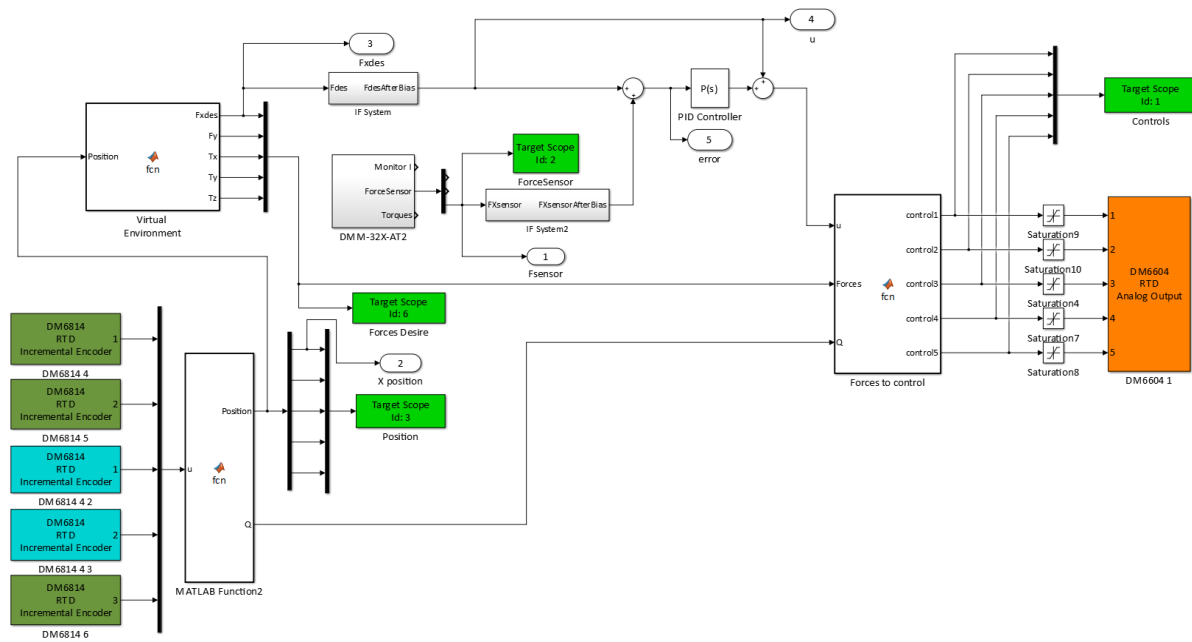 4
u
3
Fxdes
Fdes
FdesAfterBias
IF System
P(s)
PID Controller
5
error
Target Scope
Id: 1
Controls
Position
fcn
Fxdes
Fy
Tx
Ty
Tz
Virtual
Environment
Monitor I
ForceSensor
Torques
DMM-32X-AT2
Target Scope
Id: 2
ForceSensor
FXsensor
FXsensorAfterBias
IF System2
1
Fsensor
u
Forces
Q
fcn
control1
control2
control3
control4
control5
Forces to control
Saturation9
Saturation10
Saturation4
Saturation7
Saturation8
1
2
3
4
5
DM6604
RTD
Analog Output
DM6604 1
Target Scope
Id: 6
Forces Desire
2
X position
Target Scope
Id: 3
Position
DM6814
RTD
Incremental Encoder
1
DM6814 4
DM6814
RTD
Incremental Encoder
2
DM6814 5
DM6814
RTD
Incremental Encoder
1
DM6814 4 2
DM6814
RTD
Incremental Encoder
2
DM6814 4 3
DM6814
RTD
Incremental Encoder
3
DM6814 6
u
fcn
Position
Q
MATLAB Function2